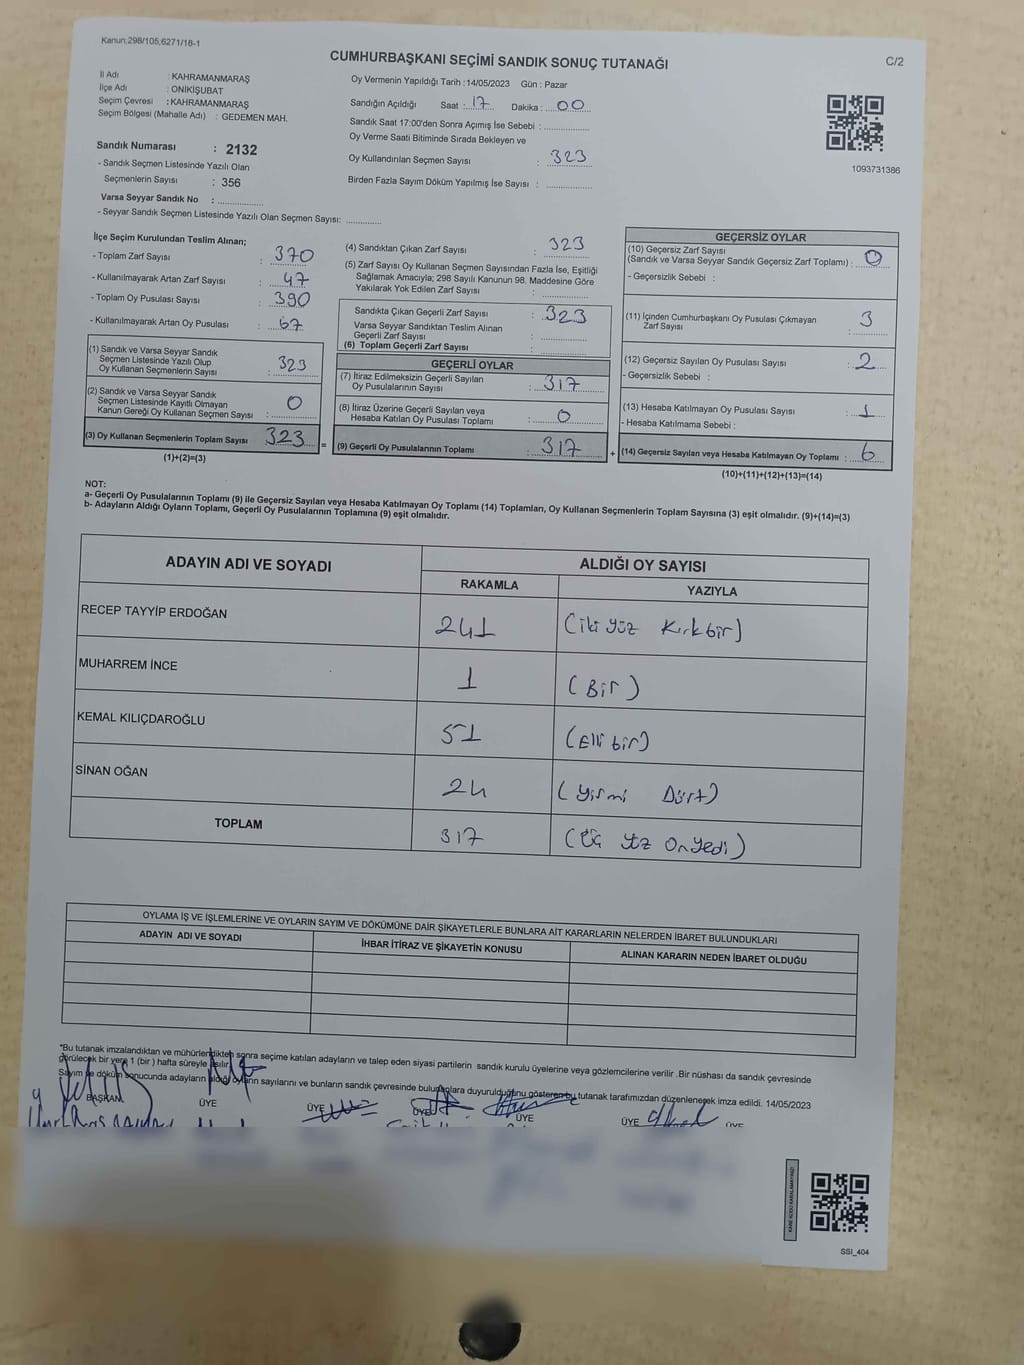 Kanun;298/105,6271/18-1
CUMHURBAŞKANI SEÇİMİ SANDIK SONUÇ TUTANAĞI
C/2
İl Adı : KAHRAMANMARAŞ
İlçe Adı : ONİKİŞUBAT
Seçim Çevresi : KAHRAMANMARAŞ
Seçim Bölgesi (Mahalle Adı) : GEDEMEN MAH.
Sandık Numarası : 2132
- Sandık Seçmen Listesinde Yazılı Olan
Seçmenlerin Sayısı : 356
Varsa Seyyar Sandık No :
- Seyyar Sandık Seçmen Listesinde Yazılı Olan Seçmen Sayısı:
Oy Vermenin Yapıldığı Tarih :14/05/2023 Gün : Pazar
Sandığın Açıldığı Saat : 17 Dakika : 00
Sandık Saat 17:00'den Sonra Açımış İse Sebebi :
Oy Verme Saati Bitiminde Sırada Bekleyen ve
Oy Kullandırılan Seçmen Sayısı : 323
Birden Fazla Sayım Döküm Yapılmış İse Sayısı :
1093731386
İlçe Seçim Kurulundan Teslim Alınan;
- Toplam Zarf Sayısı : 370
- Kullanılmayarak Artan Zarf Sayısı : 47
- Toplam Oy Pusulası Sayısı : 390
- Kullanılmayarak Artan Oy Pusulası : 67
(1) Sandık ve Varsa Seyyar Sandık
Seçmen Listesinde Yazılı Olup
Oy Kullanan Seçmenlerin Sayısı : 323
(2) Sandık ve Varsa Seyyar Sandık
Seçmen Listesinde Kayıtlı Olmayan
Kanun Gereği Oy Kullanan Seçmen Sayısı : 0
(3) Oy Kullanan Seçmenlerin Toplam Sayısı 323 =
(1)+(2)=(3)
(4) Sandıktan Çıkan Zarf Sayısı : 323
(5) Zarf Sayısı Oy Kullanan Seçmen Sayısından Fazla İse, Eşitliği
Sağlamak Amacıyla; 298 Sayılı Kanunun 98. Maddesine Göre
Yakılarak Yok Edilen Zarf Sayısı :
Sandıkta Çıkan Geçerli Zarf Sayısı : 323
Varsa Seyyar Sandıktan Teslim Alınan
Geçerli Zarf Sayısı :
(6) Toplam Geçerli Zarf Sayısı :
GEÇERLİ OYLAR
(7) İtiraz Edilmeksizin Geçerli Sayılan
Oy Pusulalarının Sayısı : 317
(8) İtiraz Üzerine Geçerli Sayılan veya
Hesaba Katılan Oy Pusulası Toplamı : 0
(9) Geçerli Oy Pusulalarının Toplamı : 317 +
GEÇERSİZ OYLAR
(10) Geçersiz Zarf Sayısı
(Sandık ve Varsa Seyyar Sandık Geçersiz Zarf Toplamı) : 0
- Geçersizlik Sebebi :
(11) İçinden Cumhurbaşkanı Oy Pusulası Çıkmayan
Zarf Sayısı : 3
(12) Geçersiz Sayılan Oy Pusulası Sayısı : 2
- Geçersizlik Sebebi :
(13) Hesaba Katılmayan Oy Pusulası Sayısı : 1
- Hesaba Katılmama Sebebi :
(14) Geçersiz Sayılan veya Hesaba Katılmayan Oy Toplamı : 6
(10)+(11)+(12)+(13)=(14)
NOT:
a- Geçerli Oy Pusulalarının Toplamı (9) ile Geçersiz Sayılan veya Hesaba Katılmayan Oy Toplamı (14) Toplamları, Oy Kullanan Seçmenlerin Toplam Sayısına (3) eşit olmalıdır. (9)+(14)=(3)
b- Adayların Aldığı Oyların Toplamı, Geçerli Oy Pusulalarının Toplamına (9) eşit olmalıdır.
ADAYIN ADI VE SOYADI ALDIĞI OY SAYISI
RAKAMLA YAZIYLA
RECEP TAYYİP ERDOĞAN 241 (iki yüz Kırkbir)
MUHARREM İNCE 1 (Bir)
KEMAL KILIÇDAROĞLU 51 (Elli bir)
SİNAN OĞAN 24 (yirmi Dört)
TOPLAM 317 (Üç yüz Onyedi)
OYLAMA İŞ VE İŞLEMLERİNE VE OYLARIN SAYIM VE DÖKÜMÜNE DAİR ŞİKAYETLERLE BUNLARA AİT KARARLARIN NELERDEN İBARET BULUNDUKLARI
ADAYIN ADI VE SOYADI İHBAR İTİRAZ VE ŞİKAYETİN KONUSU ALINAN KARARIN NEDEN İBARET OLDUĞU
"Bu tutanak imzalandıktan ve mühürlendikten sonra seçime katılan adayların ve talep eden siyasi partilerin sandık kurulu üyelerine veya gözlemcilerine verilir .Bir nüshası da sandık çevresinde
görülecek bir yere 1 (bir ) hafta süreyle asılır.
Sayım ve döküm sonucunda adayların aldığı oyların sayılarını ve bunların sandık çevresinde bulunanlara duyurulduğunu gösteren bu tutanak tarafımızdan düzenlenerek imza edildi. 14/05/2023
BAŞKAN ÜYE ÜYE ÜYE ÜYE ÜYE ÜYE
SSI_404